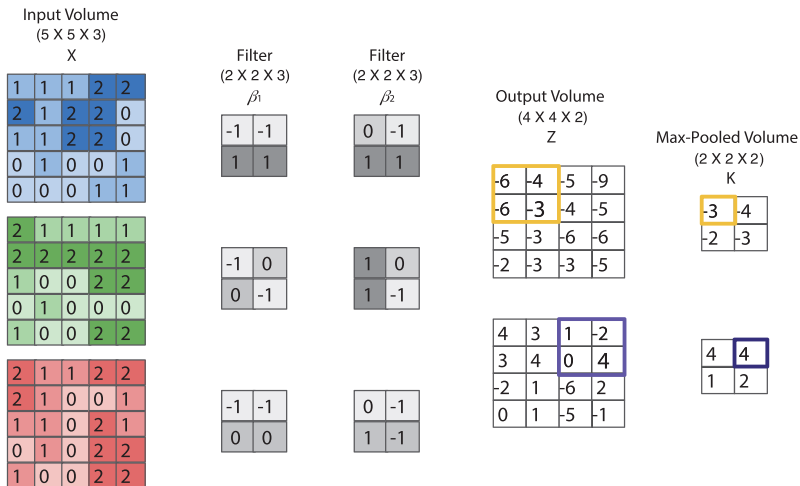 Input Volume
(5 X 5 X 3)
X
1 1 1 2 2
2 1 2 2 0
1 1 2 2 0
0 1 0 0 1
0 0 0 1 1
2 1 1 1 1
2 2 2 2 2
1 0 0 2 2
0 1 0 0 0
1 0 0 2 2
2 1 1 2 2
2 1 0 0 1
1 1 0 2 1
0 1 0 2 2
1 0 0 2 2
Filter
(2 X 2 X 3)
β1
-1 -1
1 1
-1 0
0 -1
-1 -1
0 0
Filter
(2 X 2 X 3)
β2
0 -1
1 1
1 0
1 -1
0 -1
1 -1
Output Volume
(4 X 4 X 2)
Z
-6 -4 -5 -9
-6 -3 -4 -5
-5 -3 -6 -6
-2 -3 -3 -5
4 3 1 -2
3 4 0 4
-2 1 -6 2
0 1 -5 -1
Max-Pooled Volume
(2 X 2 X 2)
K
-3 -4
-2 -3
4 4
1 2